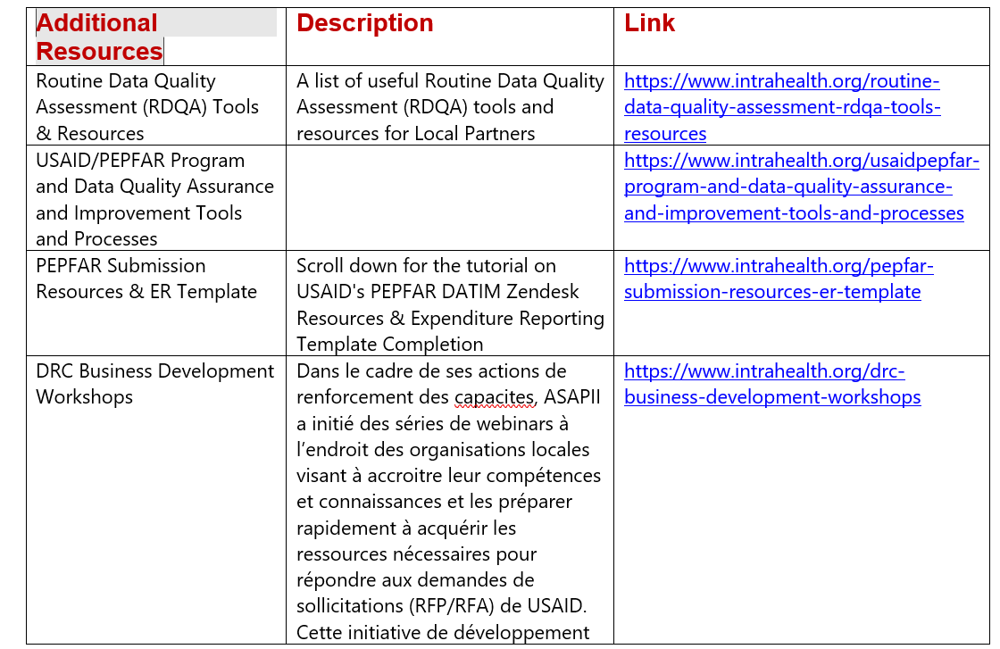 Additional
Resources
Description
Link
Routine Data Quality
Assessment (RDQA) Tools
& Resources
A list of useful Routine Data Quality
Assessment (RDQA) tools and
resources for Local Partners
https://www.intrahealth.org/routine-
data-quality-assessment-rdqa-tools-
resources
USAID/PEPFAR Program
and Data Quality Assurance
and Improvement Tools
and Processes
https://www.intrahealth.org/usaidpepfar-
program-and-data-quality-assurance-
and-improvement-tools-and-processes
PEPFAR Submission
Resources & ER Template
Scroll down for the tutorial on
USAID's PEPFAR DATIM Zendesk
Resources & Expenditure Reporting
Template Completion
https://www.intrahealth.org/pepfar-
submission-resources-er-template
DRC Business Development
Workshops
Dans le cadre de ses actions de
renforcement des capacites, ASAPII
a initié des séries de webinars à
l’endroit des organisations locales
visant à accroitre leur compétences
et connaissances et les préparer
rapidement à acquérir les
ressources nécessaires pour
répondre aux demandes de
sollicitations (RFP/RFA) de USAID.
Cette initiative de développement
https://www.intrahealth.org/drc-
business-development-workshops